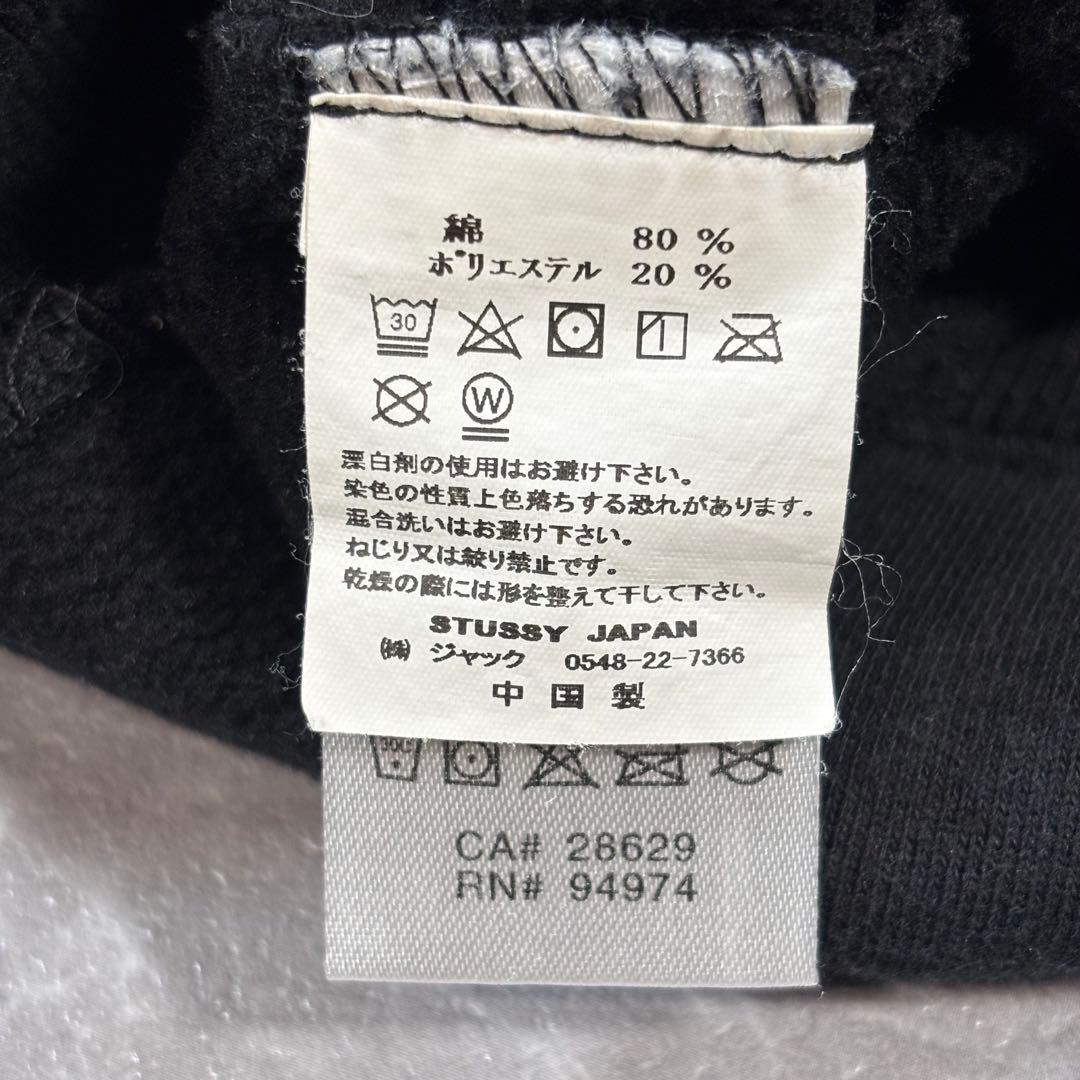 綿 80 %
ポリエステル 20 %
30
W
漂白剤の使用はお避け下さい。
染色の性質上色落ちする恐れがあります。
混合洗いはお避け下さい。
ねじり又は絞り禁止です。
乾燥の際には形を整えて干して下さい。
STUSSY JAPAN
㈱ ジャック 0548-22-7366
中国製
30C
CA# 28629
RN# 94974